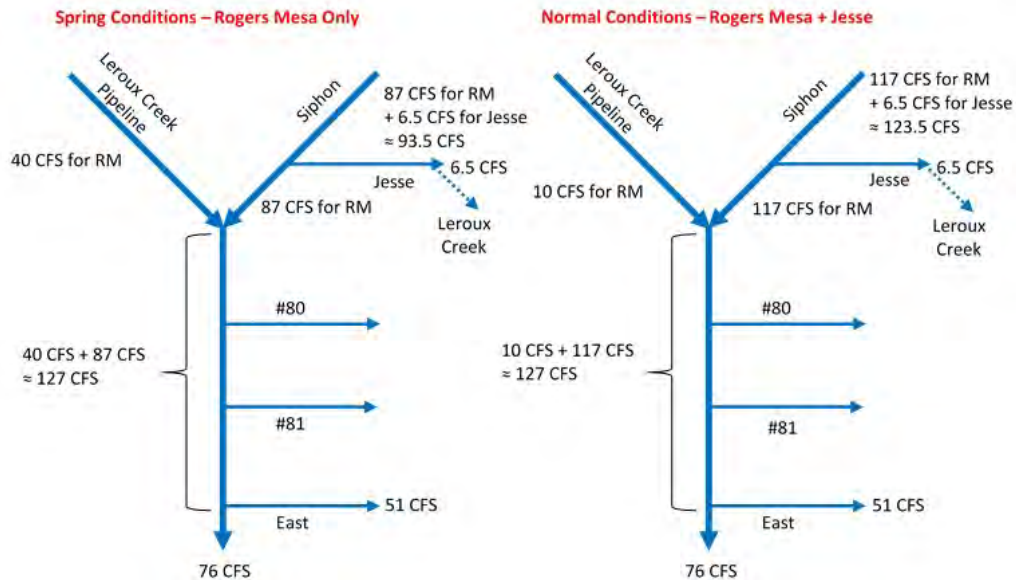 Spring Conditions – Rogers Mesa Only
Leroux Creek
Pipeline
Siphon
87 CFS for RM
+ 6.5 CFS for Jesse
≈ 93.5 CFS
40 CFS for RM
6.5 CFS
Jesse
87 CFS for RM
Leroux
Creek
#80
40 CFS + 87 CFS
≈ 127 CFS
#81
51 CFS
East
76 CFS
Normal Conditions – Rogers Mesa + Jesse
Leroux Creek
Pipeline
Siphon
117 CFS for RM
+ 6.5 CFS for Jesse
≈ 123.5 CFS
10 CFS for RM
6.5 CFS
Jesse
117 CFS for RM
Leroux
Creek
#80
10 CFS + 117 CFS
≈ 127 CFS
#81
51 CFS
East
76 CFS